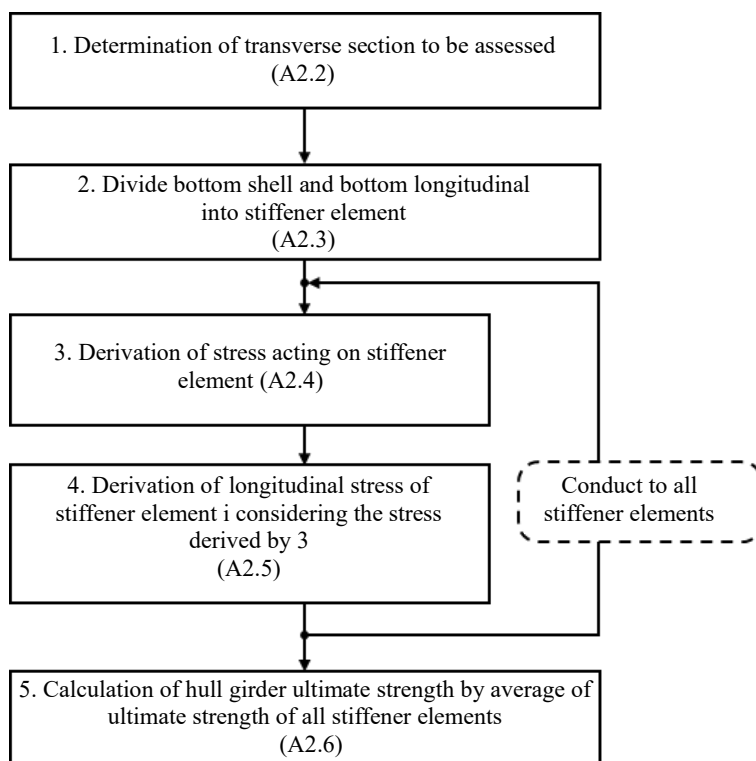 1. Determination of transverse section to be assessed
(A2.2)
2. Divide bottom shell and bottom longitudinal
into stiffener element
(A2.3)
3. Derivation of stress acting on stiffener
element (A2.4)
4. Derivation of longitudinal stress of
stiffener element i considering the stress
derived by 3
(A2.5)
Conduct to all
stiffener elements
5. Calculation of hull girder ultimate strength by average of
ultimate strength of all stiffener elements
(A2.6)